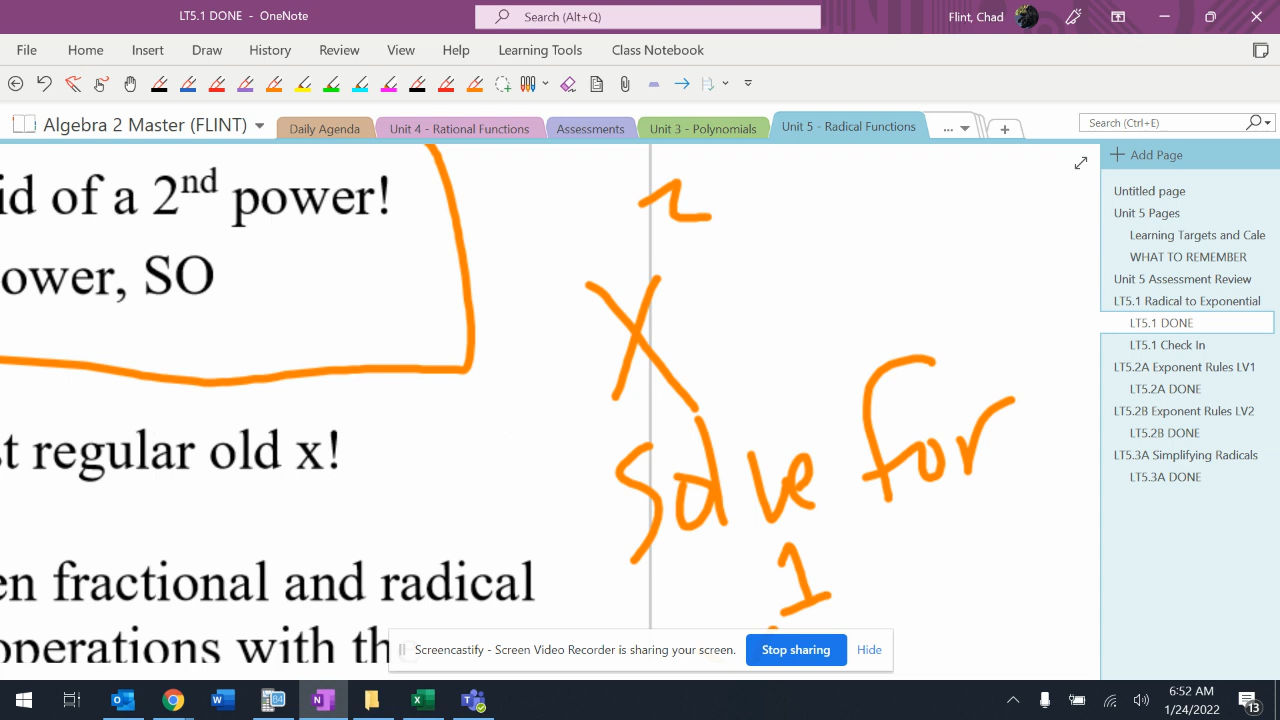 LT5.1 DONE - OneNote
Search (Alt+Q)
Flint, Chad
File Home Insert Draw History Review View Help Learning Tools Class Notebook
Algebra 2 Master (FLINT)
Daily Agenda
Unit 4 - Rational Functions
Assessments
Unit 3 - Polynomials
Unit 5 - Radical Functions
...
Search (Ctrl+E)
Add Page
Untitled page
Unit 5 Pages
Learning Targets and Cale
WHAT TO REMEMBER
Unit 5 Assessment Review
LT5.1 Radical to Exponential
LT5.1 DONE
LT5.1 Check In
LT5.2A Exponent Rules LV1
LT5.2A DONE
LT5.2B Exponent Rules LV2
LT5.2B DONE
LT5.3A Simplifying Radicals
LT5.3A DONE
id of a 2nd power!
ower, SO
t regular old x!
en fractional and radical
operations with th
2
x
solve for
1
Screencastify - Screen Video Recorder is sharing your screen.
Stop sharing
Hide
6:52 AM
1/24/2022
13